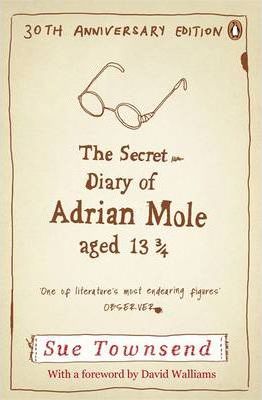 30TH ANNIVERSARY EDITION
The Secret
Diary of
Adrian Mole
aged 13 ¾
'One of literature's most endearing figures'
OBSERVER
Sue Townsend
With a foreword by David Walliams